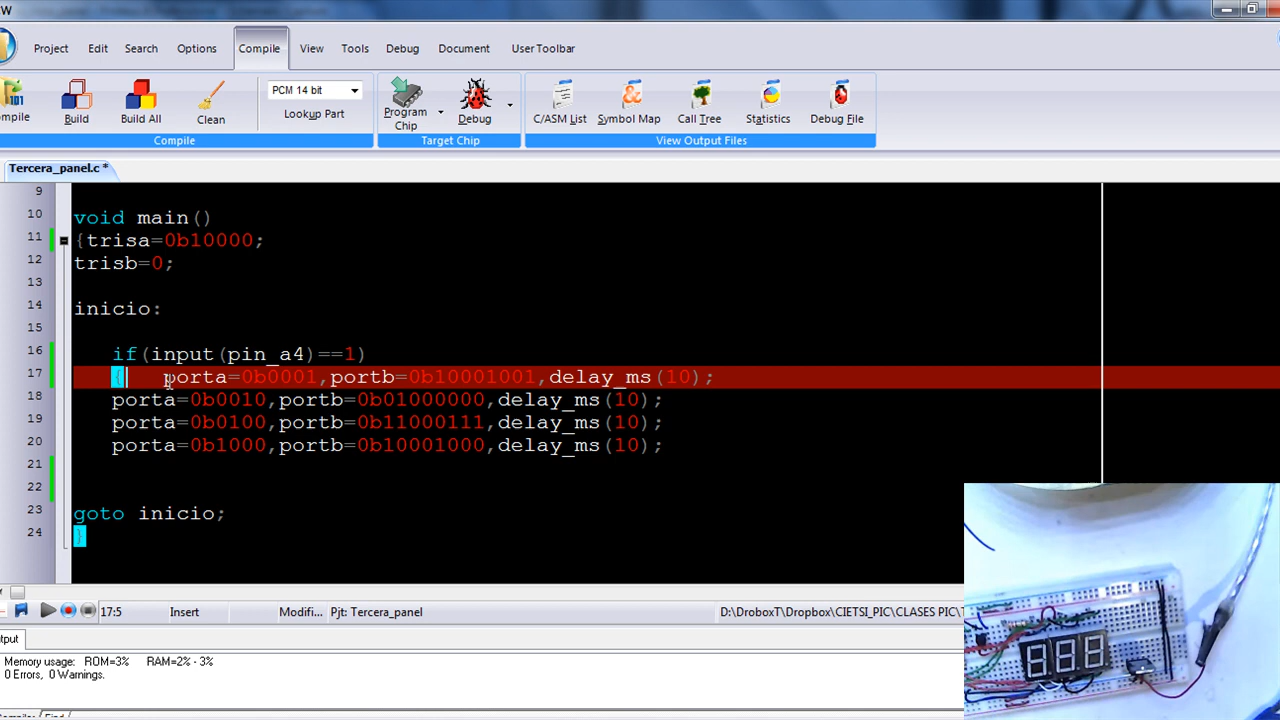 W
Project Edit Search Options Compile View Tools Debug Document User Toolbar
PCM 14 bit
101
mpile Build Build All Clean Lookup Part Program Chip Debug C/ASM List Symbol Map Call Tree Statistics Debug File
Compile Target Chip View Output Files
Tercera_panel.c *
9
10 void main()
11 {trisa=0b10000;
12 trisb=0;
13
14 inicio:
15
16 if(input(pin_a4)==1)
17 { porta=0b0001,portb=0b10001001,delay_ms(10);
18 porta=0b0010,portb=0b01000000,delay_ms(10);
19 porta=0b0100,portb=0b11000111,delay_ms(10);
20 porta=0b1000,portb=0b10001000,delay_ms(10);
21
22
23 goto inicio;
24 }
17:5 Insert Modifi... Pjt: Tercera_panel D:\DroboxT\Dropbox\CIETSI_PIC\CLASES PIC\T
utput
Memory usage: ROM=3% RAM=2% - 3%
0 Errors, 0 Warnings.